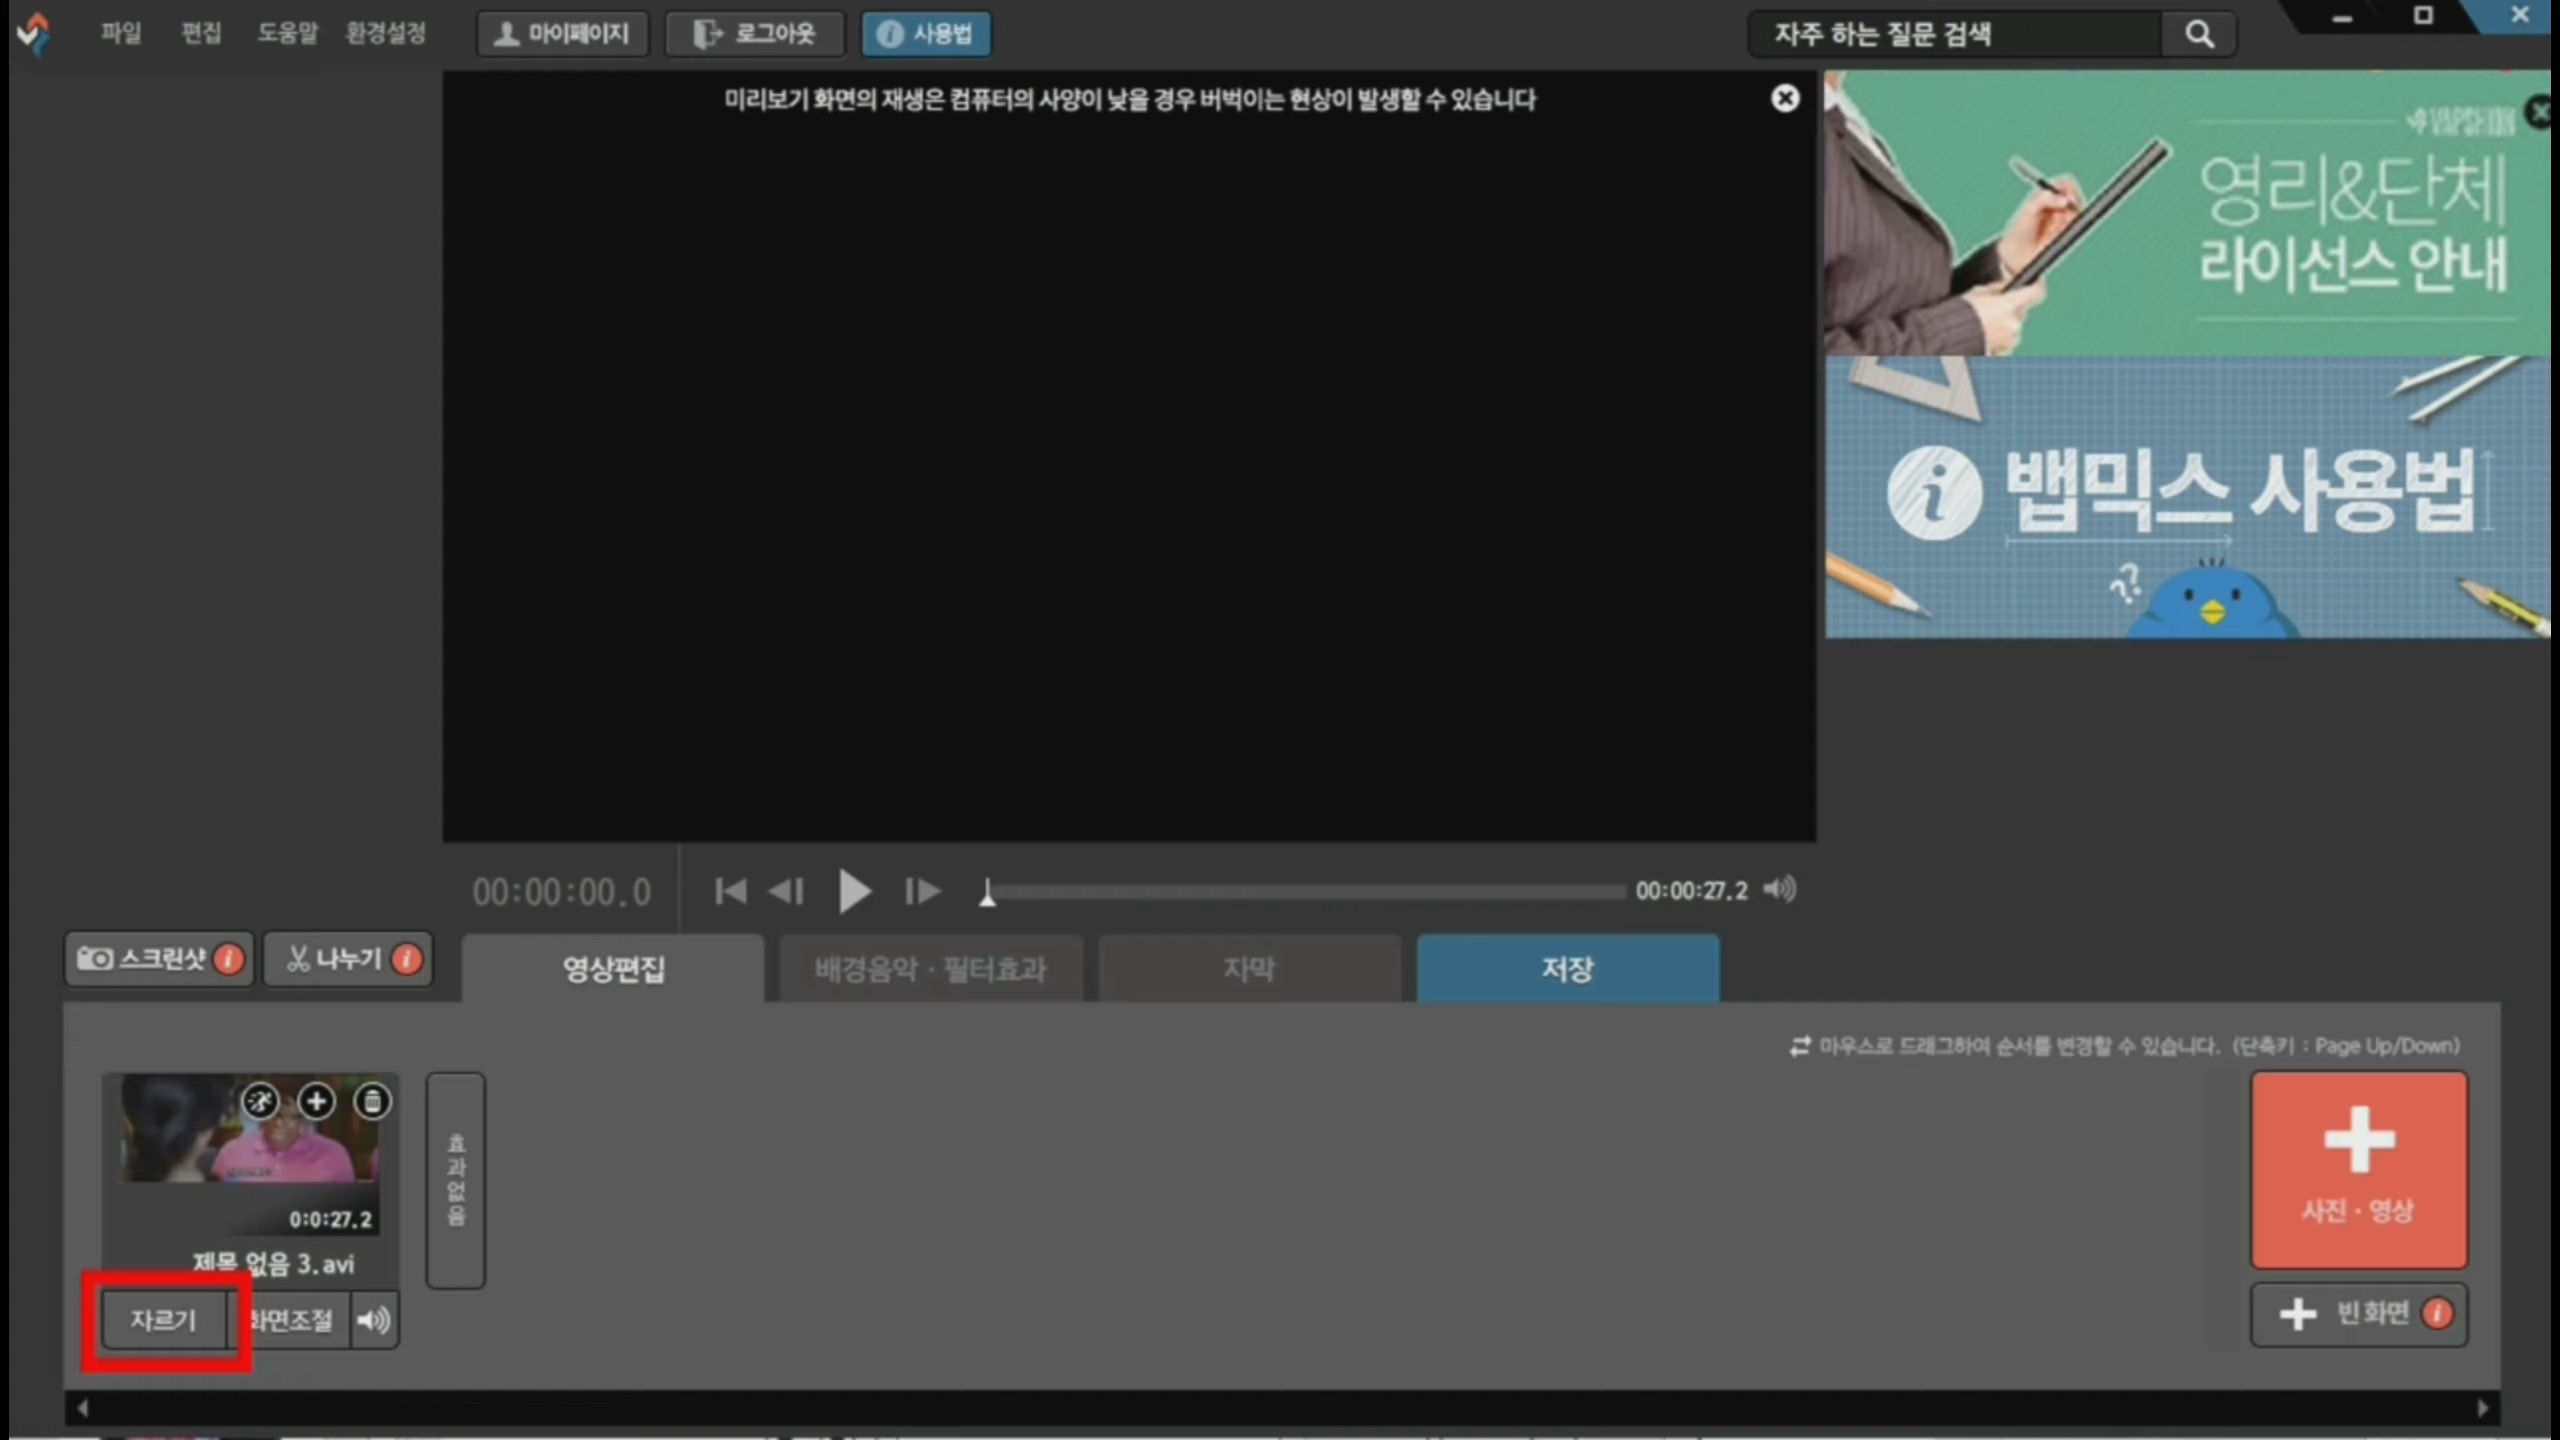 파일 편집 도움말 환경설정 마이페이지 로그아웃 사용법 자주 하는 질문 검색
미리보기 화면의 재생은 컴퓨터의 사양이 낮을 경우 버벅이는 현상이 발생할 수 있습니다
VAPSHION
영리&단체
라이선스 안내
i 뱁믹스 사용법
??
00:00:00.0 00:00:27.2
스크린샷 i 나누기 i 영상편집 배경음악 · 필터효과 자막 저장
마우스로 드래그하여 순서를 변경할 수 있습니다. (단축키 : Page Up/Down)
효과없음
0:0:27.2
사진 · 영상
제목 없음 3.avi
자르기 화면조절
빈 화면 i